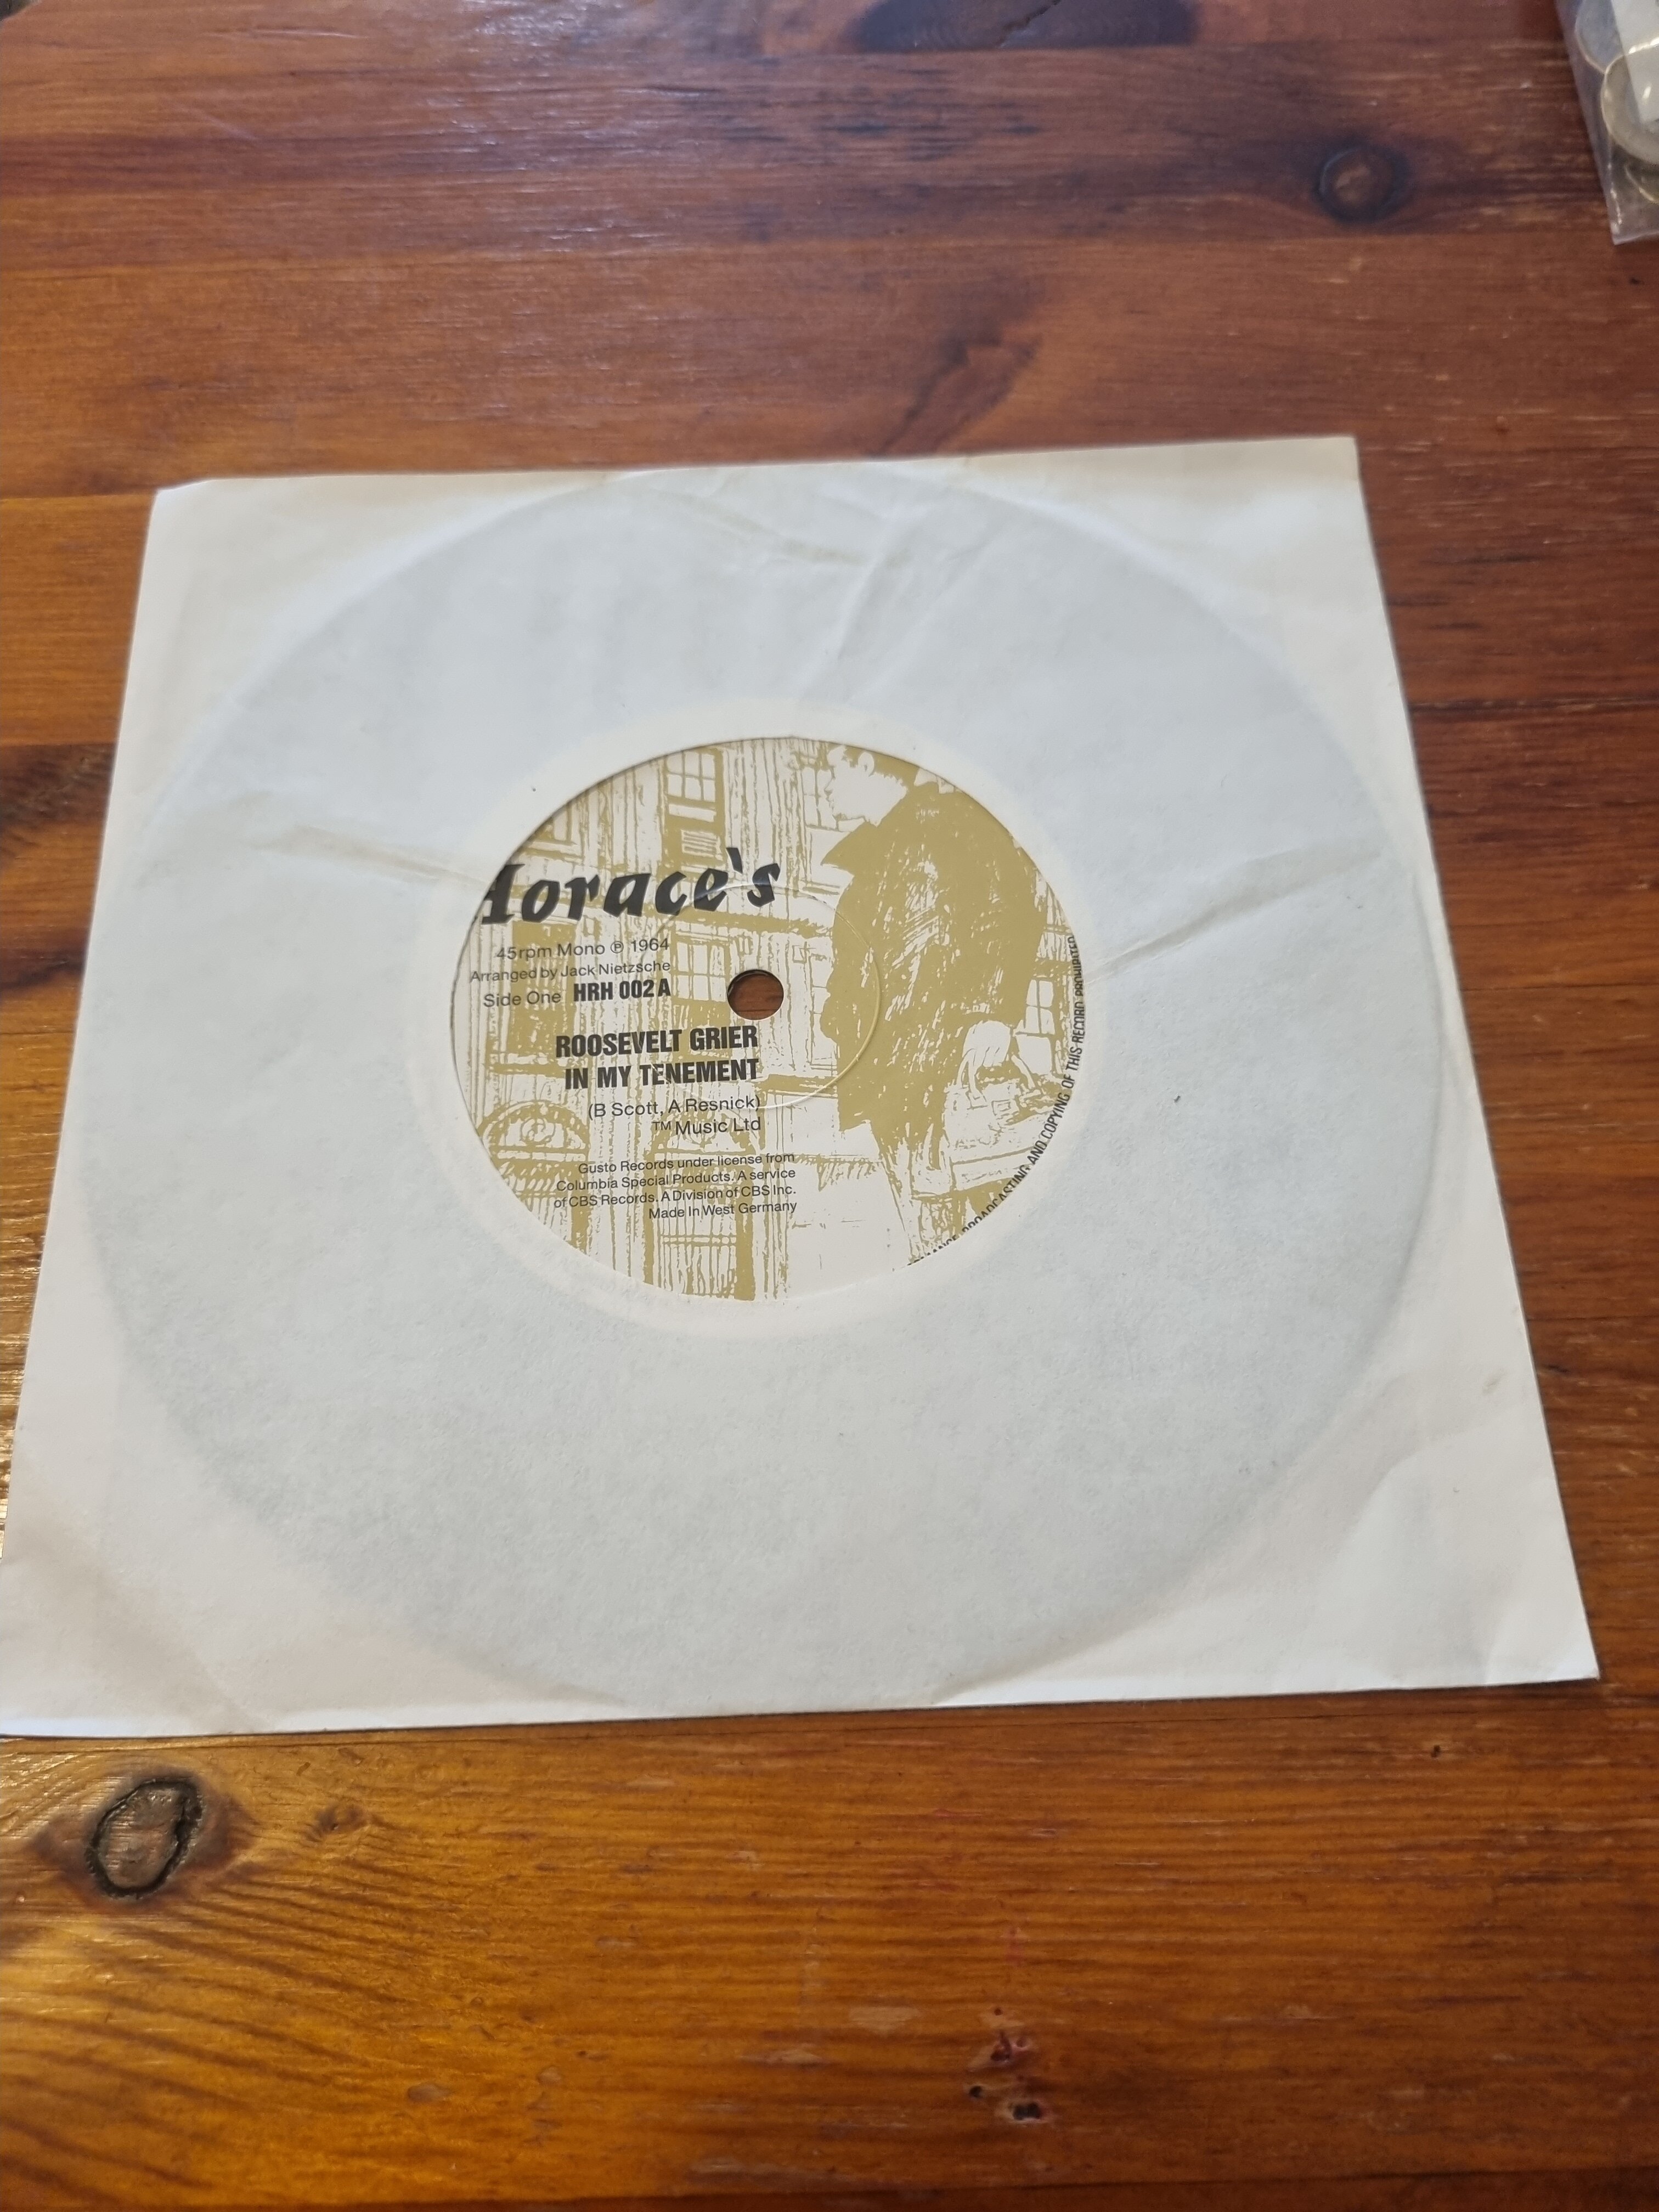 Horace's
45rpm Mono ℗ 1964
Arranged by Jack Nietzsche
Side One HRH 002 A
ROOSEVELT GRIER
IN MY TENEMENT
(B Scott, A Resnick)
™ Music Ltd
Gusto Records under license from
Columbia Special Products. A service
of CBS Records. A Division of CBS Inc.
Made In West Germany
BROADCASTING AND COPYING OF THIS RECORD PROHIBITED